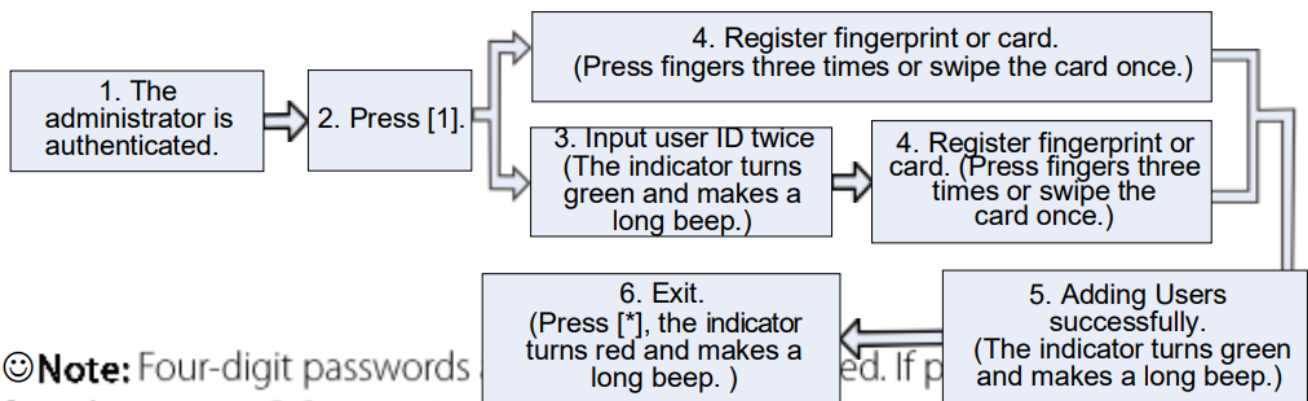 1. The
administrator is
authenticated.
2. Press [1].
4. Register fingerprint or card.
(Press fingers three times or swipe the card once.)
3. Input user ID twice
(The indicator turns
green and makes a
long beep.)
4. Register fingerprint or
card. (Press fingers three
times or swipe the
card once.)
5. Adding Users
successfully.
(The indicator turns green
and makes a long beep.)
6. Exit.
(Press [*], the indicator
turns red and makes a
long beep. )
☺Note: Four-digit passwords ed. If p